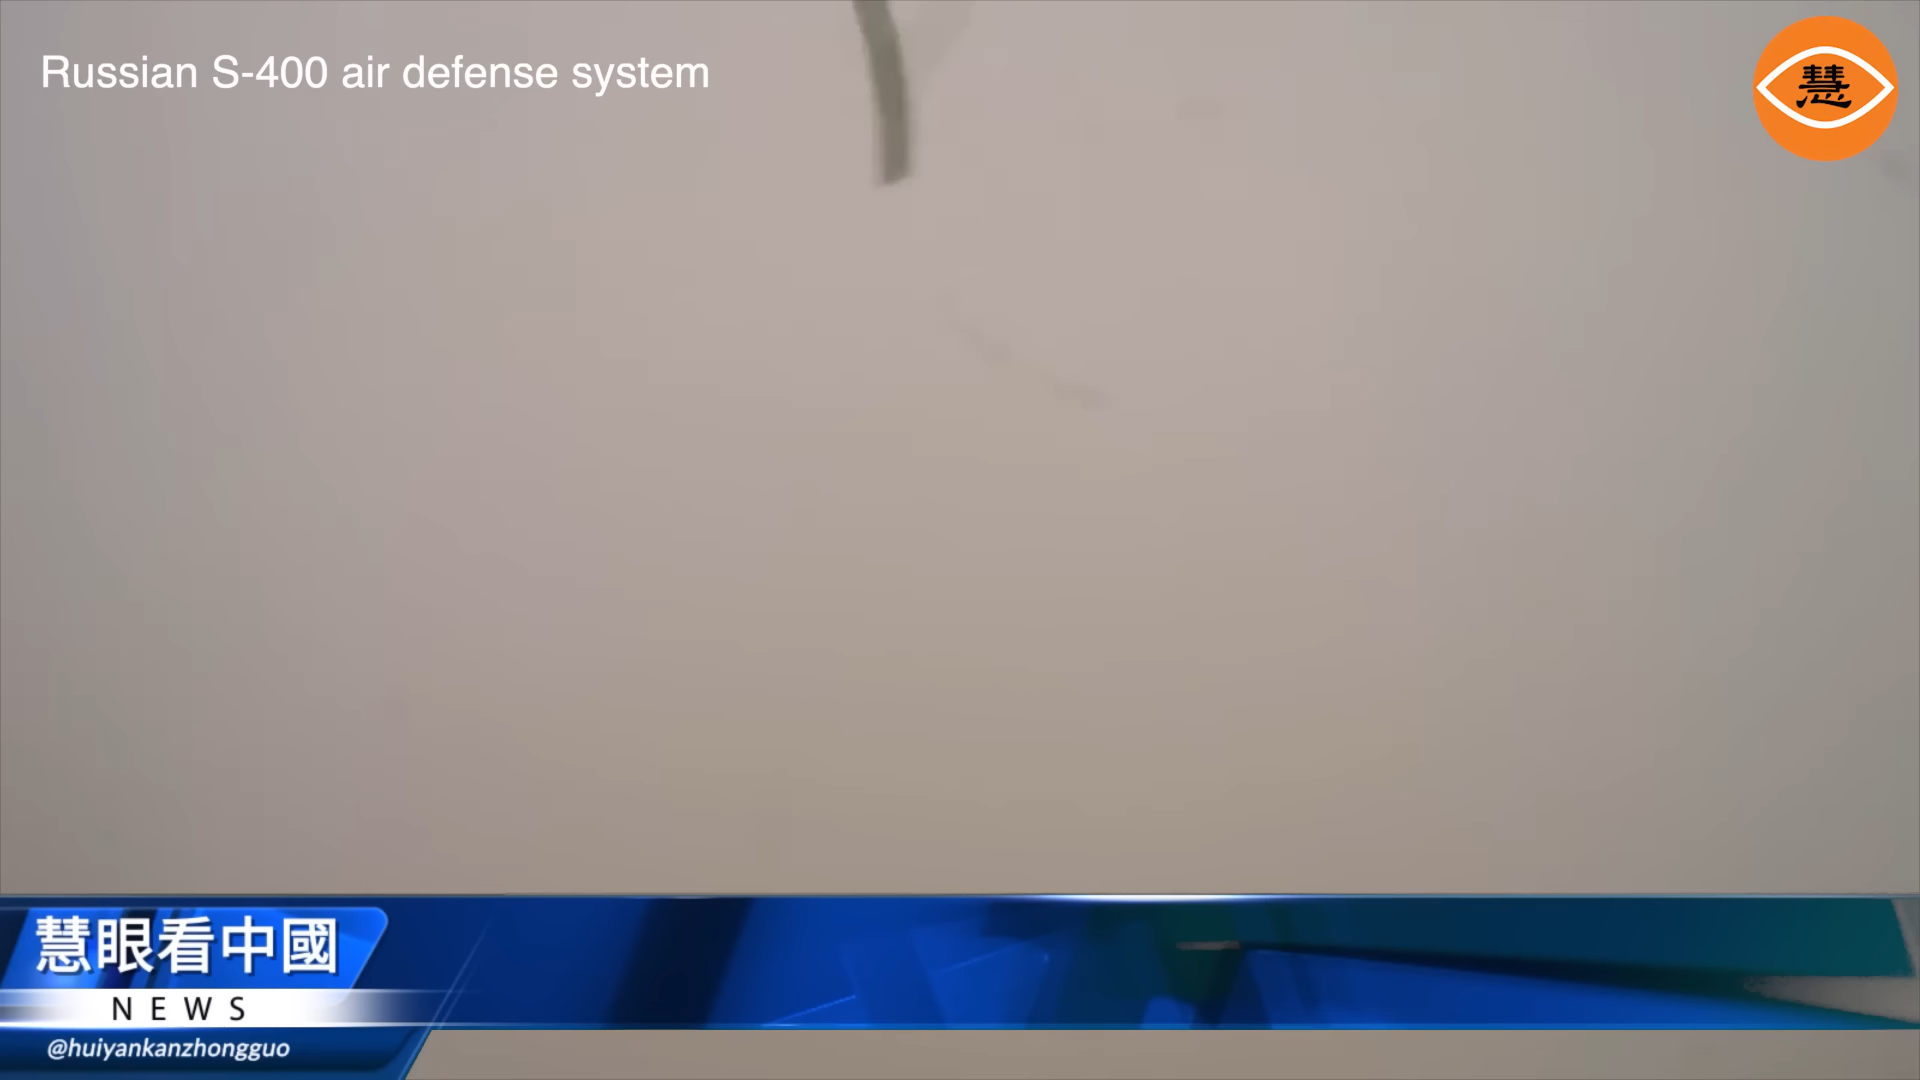 Russian S-400 air defense system
慧
慧眼看中國
NEWS
@huiyankanzhongguo